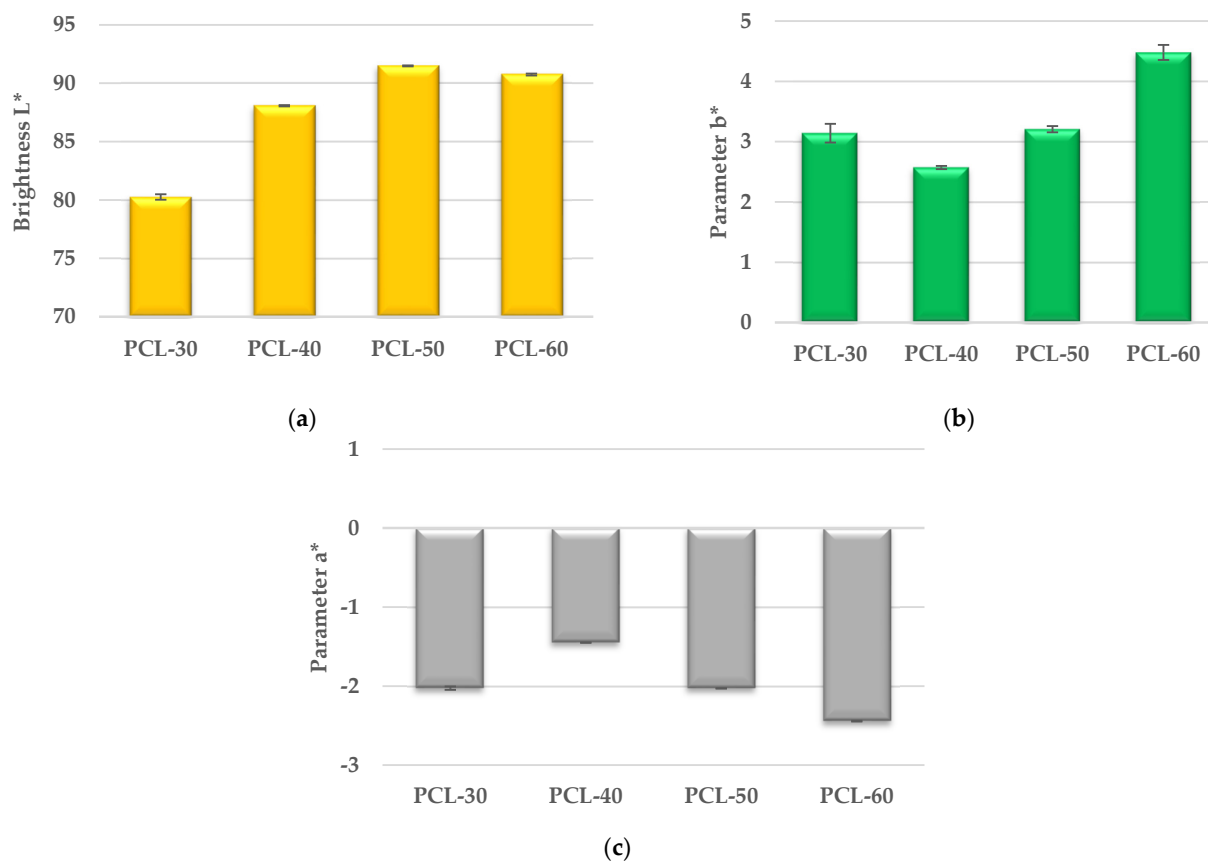 Brightness L*
95
90
85
80
75
70
PCL-30 PCL-40 PCL-50 PCL-60
(a)
Parameter b*
5
4
3
2
1
0
PCL-30 PCL-40 PCL-50 PCL-60
(b)
Parameter a*
1
0
-1
-2
-3
PCL-30 PCL-40 PCL-50 PCL-60
(c)